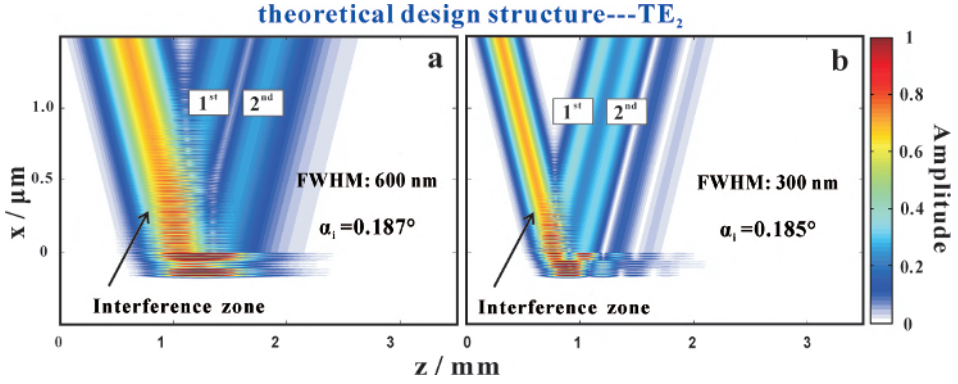 theoretical design structure---TE₂
a
1ˢᵗ 2ⁿᵈ
FWHM: 600 nm
αᵢ =0.187°
Interference zone
x / μm
1.0
0.5
0
0 1 2 3
b
1ˢᵗ 2ⁿᵈ
FWHM: 300 nm
αᵢ =0.185°
Interference zone
0 1 2 3
z / mm
1
0.8
0.6
0.4
0.2
0
Amplitude